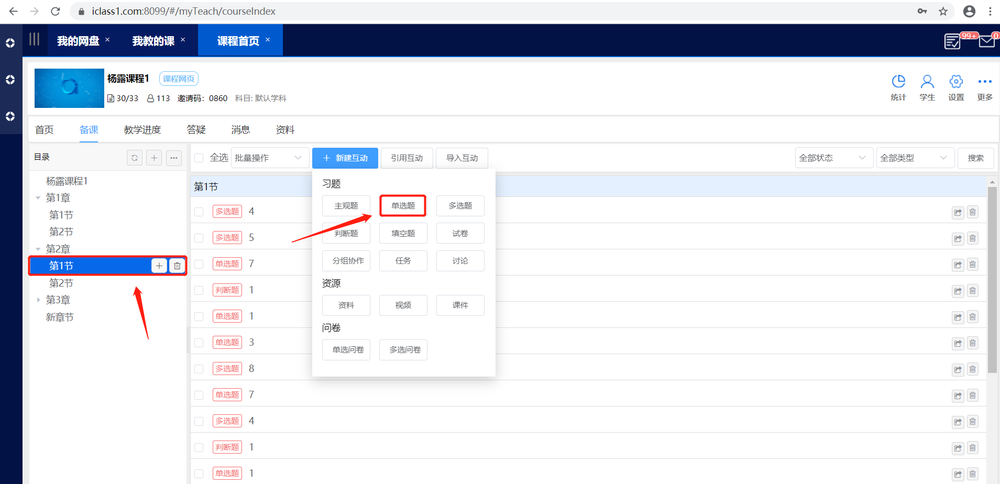 iclass1.com:8099/#/myTeach/courseIndex
我的网盘 × 我教的课 × 课程首页 ×
99+ 0
杨露课程1 课程网页
30/33 113 邀请码：0860 科目: 默认学科
统计 学生 设置 更多
首页 备课 教学进度 答疑 消息 资料
目录
全选 批量操作 + 新建互动 引用互动 导入互动 全部状态 全部类型 搜索
杨露课程1
第1章
第1节
第2节
第2章
第1节
第2节
第3章
新章节
第1节
多选题 4
多选题 5
单选题 7
判断题 1
单选题 1
单选题 3
多选题 8
单选题 7
多选题 4
判断题 1
单选题 1
习题
主观题 单选题 多选题
判断题 填空题 试卷
分组协作 任务 讨论
资源
资料 视频 课件
问卷
单选问卷 多选问卷